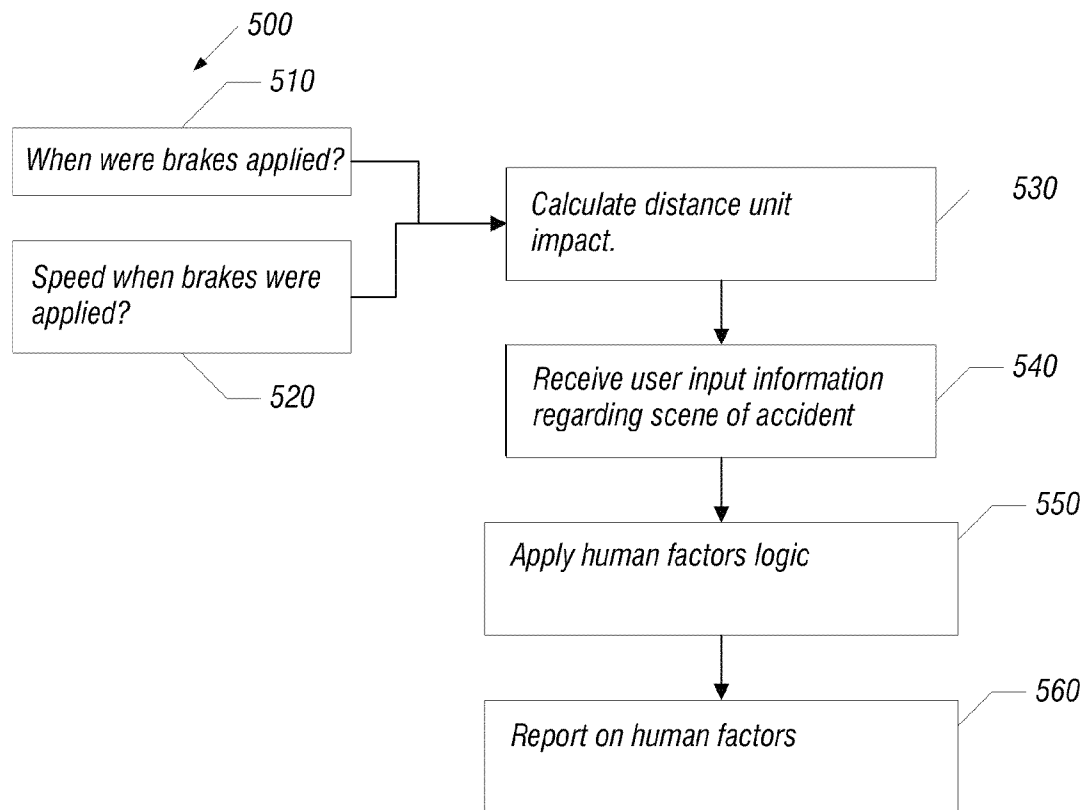 500
510
When were brakes applied?
Speed when brakes were
applied?
520
Calculate distance unit
impact.
530
Receive user input information
regarding scene of accident
540
Apply human factors logic
550
Report on human factors
560